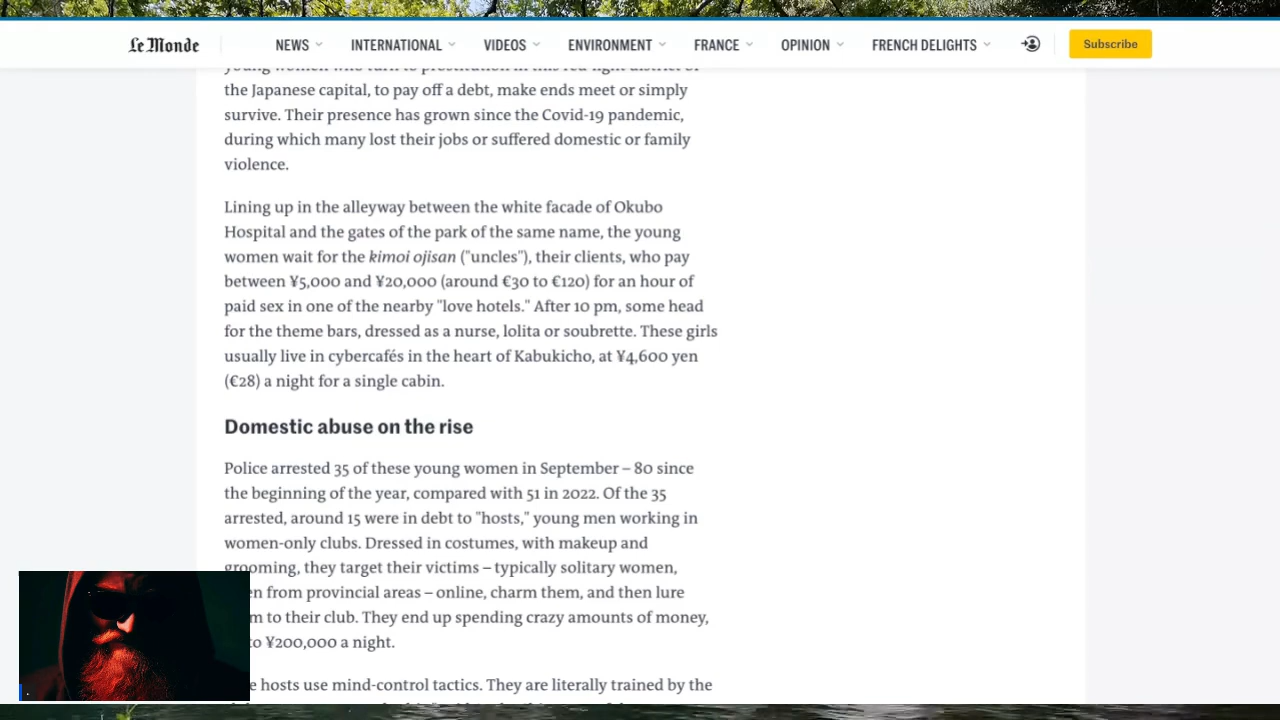 Le Monde
NEWS
INTERNATIONAL
VIDEOS
ENVIRONMENT
FRANCE
OPINION
FRENCH DELIGHTS
Subscribe
young women who turn to prostitution in this red-light district of
the Japanese capital, to pay off a debt, make ends meet or simply
survive. Their presence has grown since the Covid-19 pandemic,
during which many lost their jobs or suffered domestic or family
violence.
Lining up in the alleyway between the white facade of Okubo
Hospital and the gates of the park of the same name, the young
women wait for the kimoi ojisan ("uncles"), their clients, who pay
between ¥5,000 and ¥20,000 (around €30 to €120) for an hour of
paid sex in one of the nearby "love hotels." After 10 pm, some head
for the theme bars, dressed as a nurse, lolita or soubrette. These girls
usually live in cybercafés in the heart of Kabukicho, at ¥4,600 yen
(€28) a night for a single cabin.
Domestic abuse on the rise
Police arrested 35 of these young women in September – 80 since
the beginning of the year, compared with 51 in 2022. Of the 35
arrested, around 15 were in debt to "hosts," young men working in
women-only clubs. Dressed in costumes, with makeup and
grooming, they target their victims – typically solitary women,
from provincial areas – online, charm them, and then lure
to their club. They end up spending crazy amounts of money,
to ¥200,000 a night.
hosts use mind-control tactics. They are literally trained by the